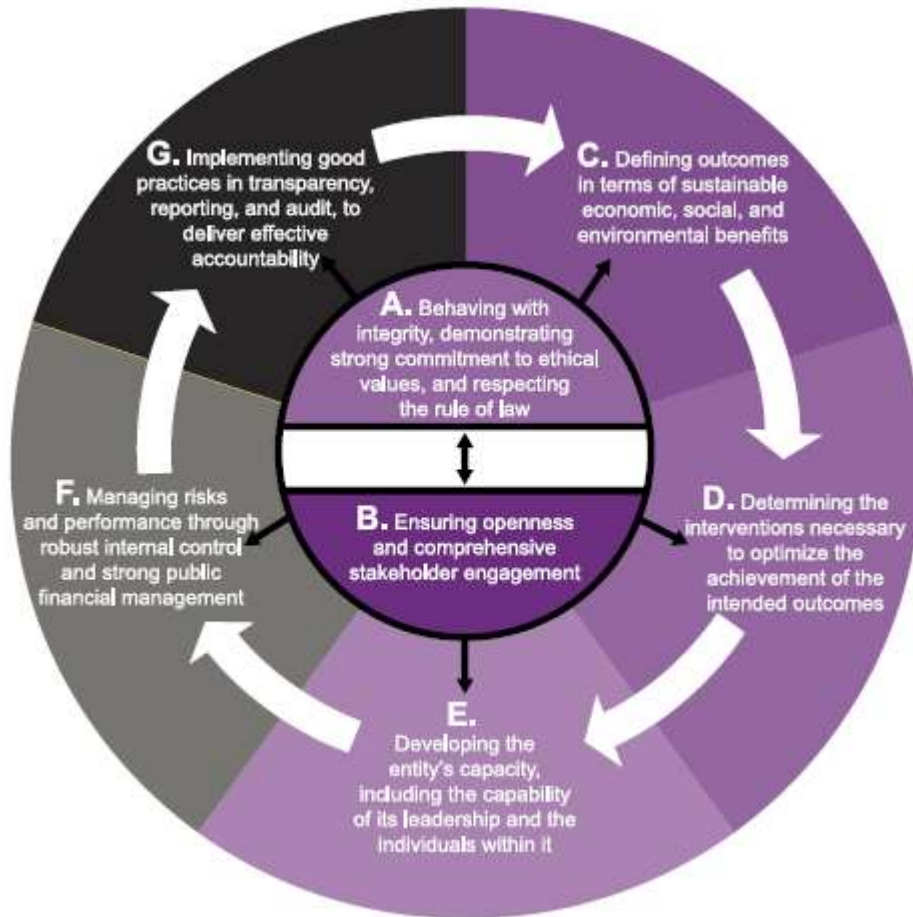 G. Implementing good
practices in transparency,
reporting, and audit, to
deliver effective
accountability
C. Defining outcomes
in terms of sustainable
economic, social, and
environmental benefits
A. Behaving with
integrity, demonstrating
strong commitment to ethical
values, and respecting
the rule of law
B. Ensuring openness
and comprehensive
stakeholder engagement
D. Determining the
interventions necessary
to optimize the
achievement of the
intended outcomes
E.
Developing the
entity's capacity,
including the capability
of its leadership and the
individuals within it
F. Managing risks
and performance through
robust internal control
and strong public
financial management